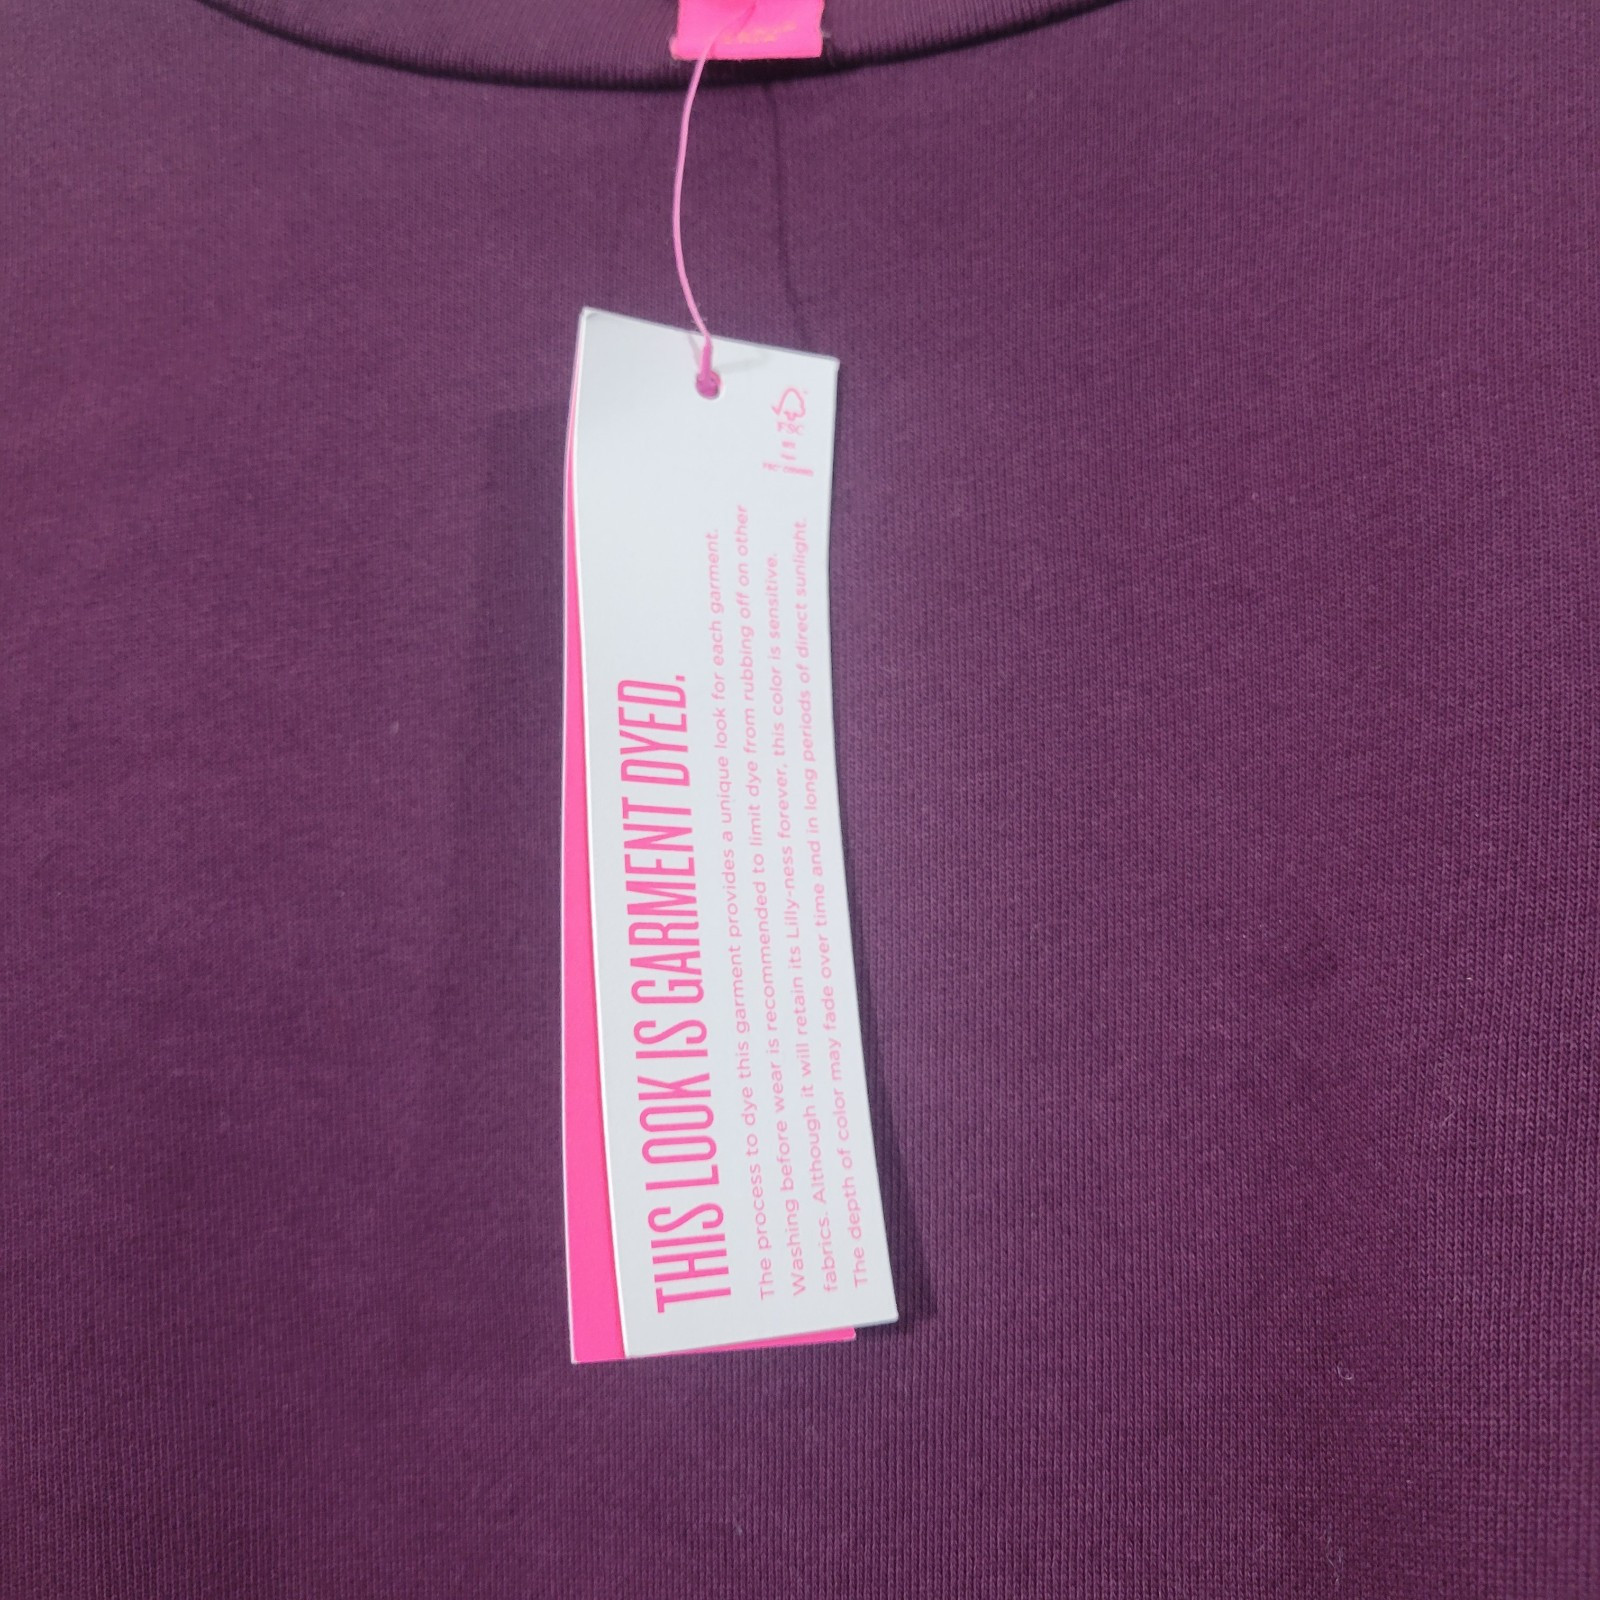 THIS LOOK IS GARMENT DYED.
The process to dye this garment provides a unique look for each garment.
Washing before wear is recommended to limit dye from rubbing off on other
fabrics. Although it will retain its Lilly-ness forever, this color is sensitive.
The depth of color may fade over time and in long periods of direct sunlight.